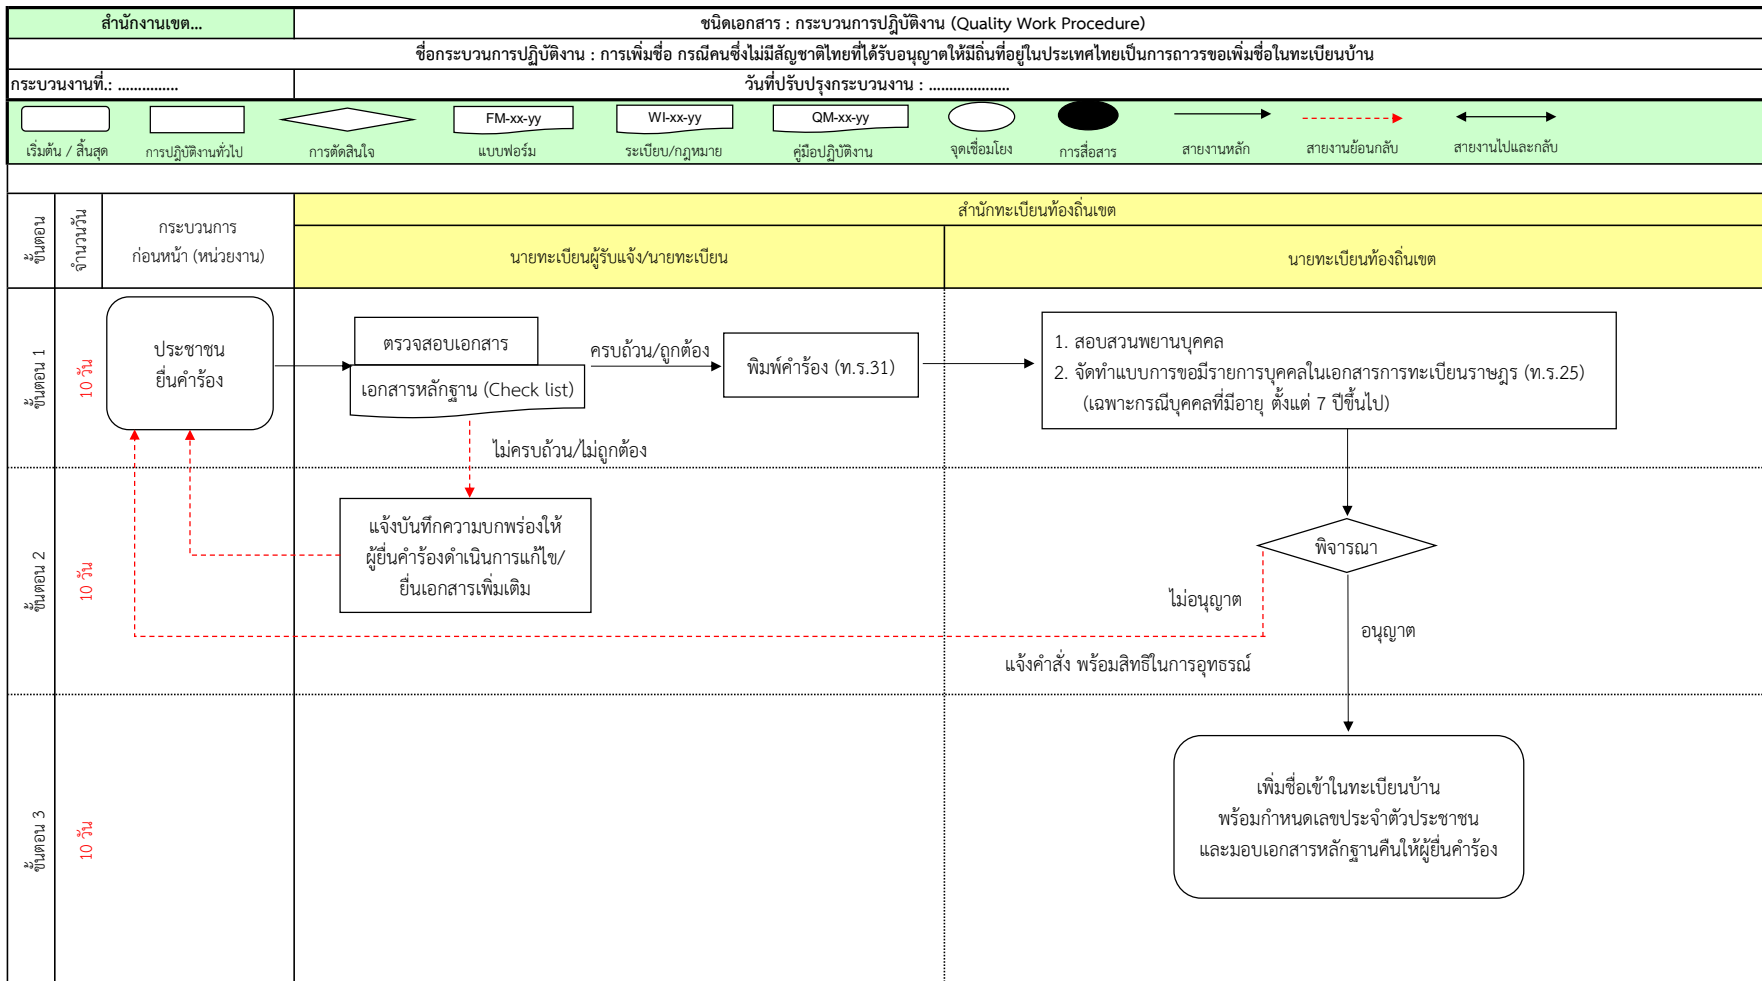 สำนักงานเขต...
ชนิดเอกสาร : กระบวนการปฏิบัติงาน (Quality Work Procedure)
ชื่อกระบวนการปฏิบัติงาน : การเพิ่มชื่อ กรณีคนซึ่งไม่มีสัญชาติไทยที่ได้รับอนุญาตให้มีถิ่นที่อยู่ในประเทศไทยเป็นการถาวรขอเพิ่มชื่อในทะเบียนบ้าน
กระบวนงานที่.: ...............
วันที่ปรับปรุงกระบวนงาน : ....................
FM-xx-yy
WI-xx-yy
QM-xx-yy
เริ่มต้น / สิ้นสุด
การปฏิบัติงานทั่วไป
การตัดสินใจ
แบบฟอร์ม
ระเบียบ/กฎหมาย
คู่มือปฏิบัติงาน
จุดเชื่อมโยง
การสื่อสาร
สายงานหลัก
สายงานย้อนกลับ
สายงานไปและกลับ
ขั้นตอน
จำนวนวัน
กระบวนการ
ก่อนหน้า (หน่วยงาน)
สำนักทะเบียนท้องถิ่นเขต
นายทะเบียนผู้รับแจ้ง/นายทะเบียน
นายทะเบียนท้องถิ่นเขต
ขั้นตอน 1
10 วัน
ประชาชน
ยื่นคำร้อง
ตรวจสอบเอกสาร
เอกสารหลักฐาน (Check list)
ครบถ้วน/ถูกต้อง
พิมพ์คำร้อง (ท.ร.31)
1. สอบสวนพยานบุคคล
2. จัดทำแบบการขอมีรายการบุคคลในเอกสารการทะเบียนราษฎร (ท.ร.25)
(เฉพาะกรณีบุคคลที่มีอายุ ตั้งแต่ 7 ปีขึ้นไป)
ไม่ครบถ้วน/ไม่ถูกต้อง
ขั้นตอน 2
10 วัน
แจ้งบันทึกความบกพร่องให้
ผู้ยื่นคำร้องดำเนินการแก้ไข/
ยื่นเอกสารเพิ่มเติม
พิจารณา
ไม่อนุญาต
อนุญาต
แจ้งคำสั่ง พร้อมสิทธิในการอุทธรณ์
ขั้นตอน 3
10 วัน
เพิ่มชื่อเข้าในทะเบียนบ้าน
พร้อมกำหนดเลขประจำตัวประชาชน
และมอบเอกสารหลักฐานคืนให้ผู้ยื่นคำร้อง